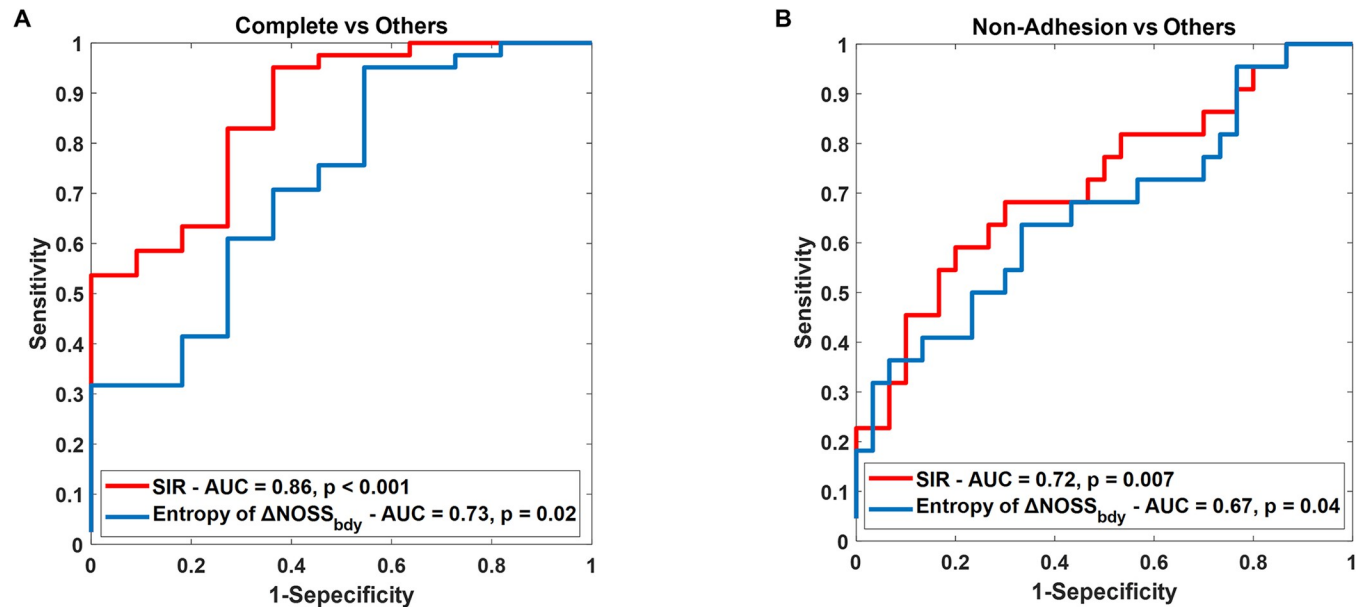 A
Complete vs Others
1
0.9
0.8
0.7
0.6
0.5
0.4
0.3
0.2
0.1
0
Sensitivity
SIR - AUC = 0.86, p < 0.001
Entropy of ΔNOSSbdy - AUC = 0.73, p = 0.02
0 0.2 0.4 0.6 0.8 1
1-Sepecificity
B
Non-Adhesion vs Others
1
0.9
0.8
0.7
0.6
0.5
0.4
0.3
0.2
0.1
0
Sensitivity
SIR - AUC = 0.72, p = 0.007
Entropy of ΔNOSSbdy - AUC = 0.67, p = 0.04
0 0.2 0.4 0.6 0.8 1
1-Sepecificity